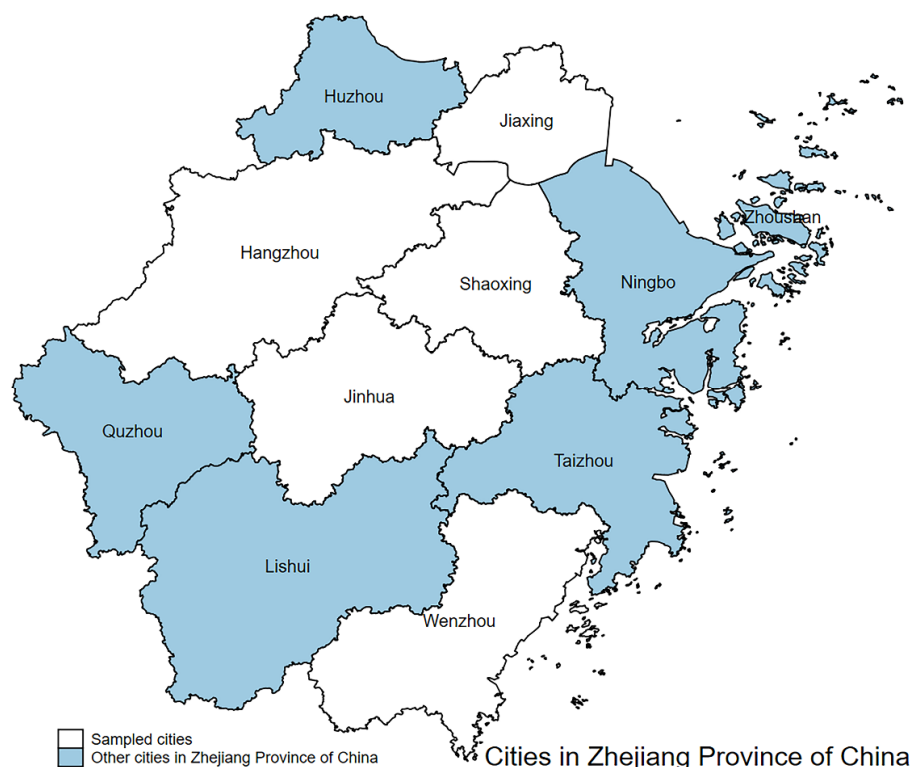 Huzhou
Jiaxing
Zhoushan
Hangzhou
Shaoxing
Ningbo
Jinhua
Quzhou
Taizhou
Lishui
Wenzhou
Sampled cities
Other cities in Zhejiang Province of China
Cities in Zhejiang Province of China